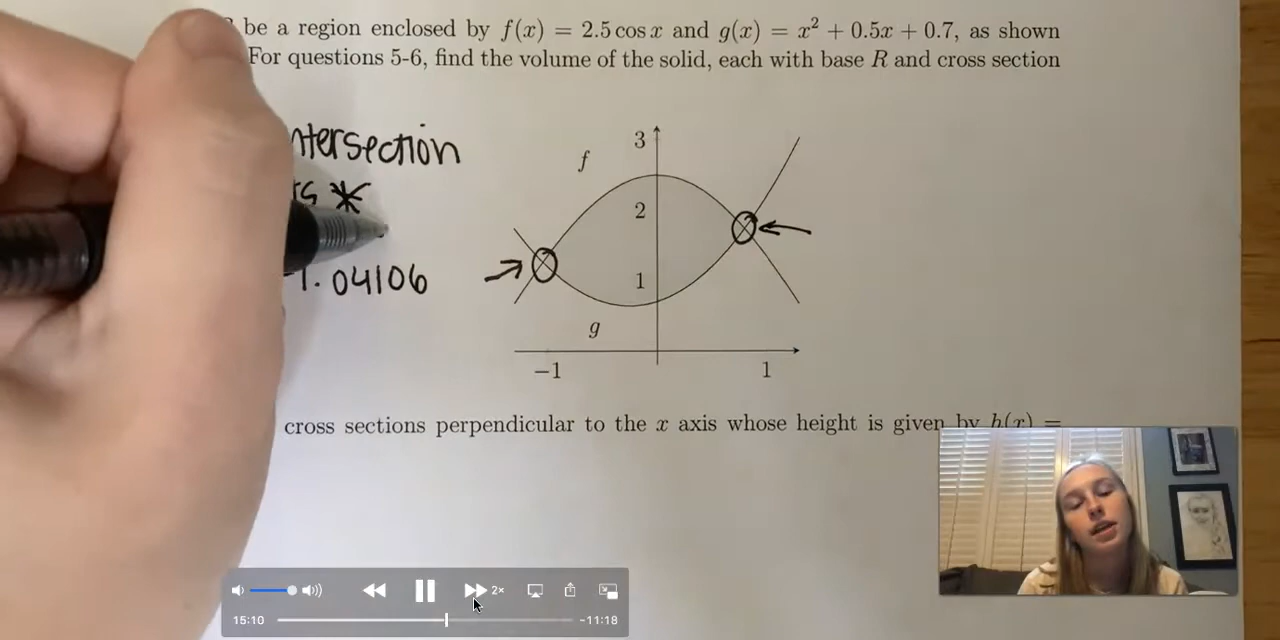 be a region enclosed by f(x) = 2.5 cos x and g(x) = x² + 0.5x + 0.7, as shown
For questions 5-6, find the volume of the solid, each with base R and cross section
ntersection
3
f
2
1.04106
1
g
−1
1
cross sections perpendicular to the x axis whose height is given by h(x) =
2×
15:10
-11:18